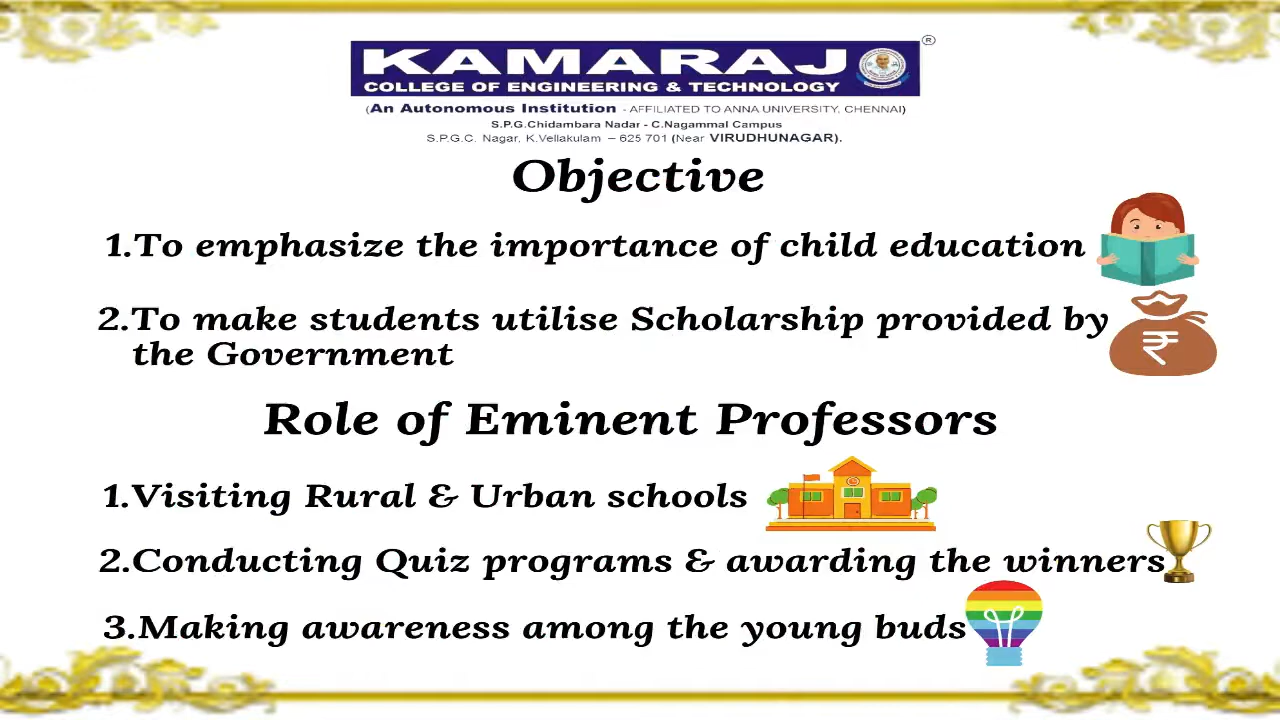 KAMARAJ ®
COLLEGE OF ENGINEERING & TECHNOLOGY
(An Autonomous Institution - AFFILIATED TO ANNA UNIVERSITY, CHENNAI)
S.P.G.Chidambara Nadar - C.Nagammal Campus
S.P.G.C. Nagar, K.Vellakulam – 625 701 (Near VIRUDHUNAGAR).
Objective
1.To emphasize the importance of child education
2.To make students utilise Scholarship provided by
the Government
₹
Role of Eminent Professors
1.Visiting Rural & Urban schools
2.Conducting Quiz programs & awarding the winners
3.Making awareness among the young buds